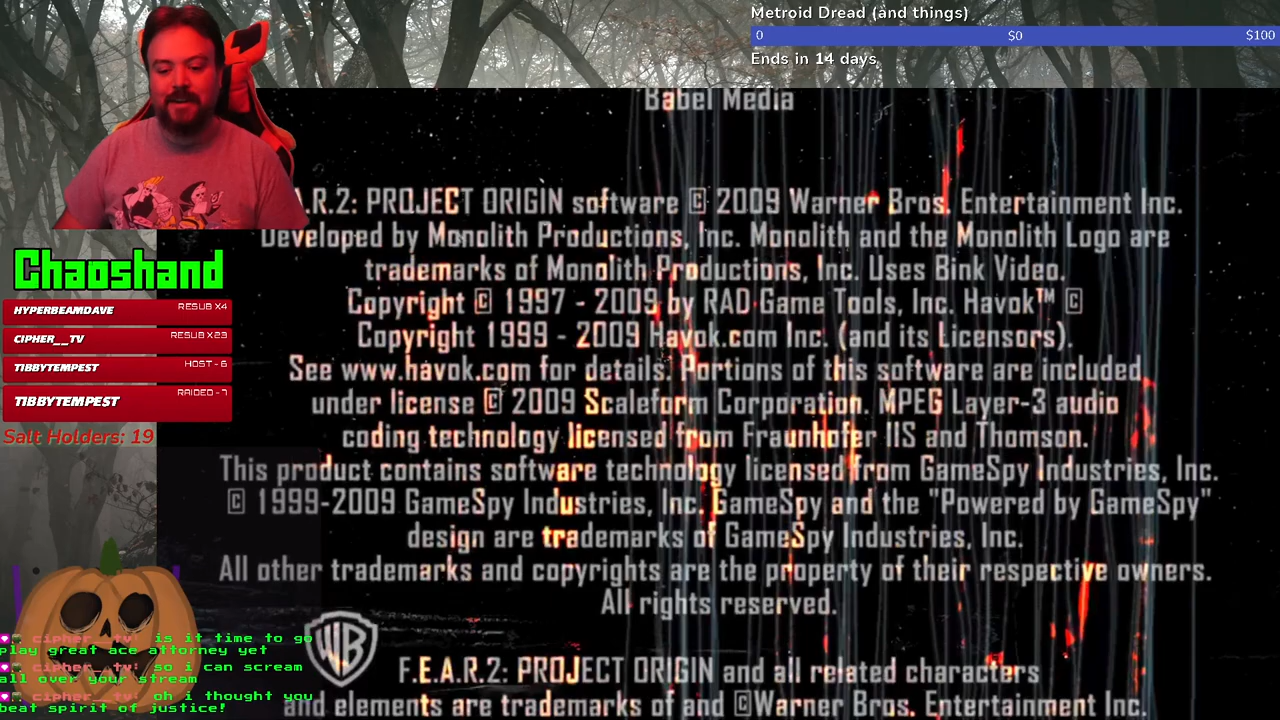 Metroid Dread (and things)
0 $0 $100
Ends in 14 days
Babel Media
.R.2: PROJECT ORIGIN software © 2009 Warner Bros. Entertainment Inc.
Developed by Monolith Productions, Inc. Monolith and the Monolith Logo are
trademarks of Monolith Productions, Inc. Uses Bink Video.
Copyright © 1997 - 2009 by RAD Game Tools, Inc. Havok™ ©
Copyright 1999 - 2009 Havok.com Inc. (and its Licensors).
See www.havok.com for details. Portions of this software are included
under license © 2009 Scaleform Corporation. MPEG Layer-3 audio
coding technology licensed from Fraunhofer IIS and Thomson.
This product contains software technology licensed from GameSpy Industries, Inc.
© 1999-2009 GameSpy Industries, Inc. GameSpy and the "Powered by GameSpy"
design are trademarks of GameSpy Industries, Inc.
All other trademarks and copyrights are the property of their respective owners.
All rights reserved.
WB
F.E.A.R.2: PROJECT ORIGIN and all related characters
and elements are trademarks of and ©Warner Bros. Entertainment Inc.
Chaoshand
HYPERBEAMDAVE RESUB X4
CIPHER__TV RESUB X23
TIBBYTEMPEST HOST - 6
TIBBYTEMPEST RAIDED - 7
Salt Holders: 19
cipher__tv: is it time to go
play great ace attorney yet
cipher__tv: so i can scream
all over your stream
cipher__tv: oh i thought you
beat spirit of justice!